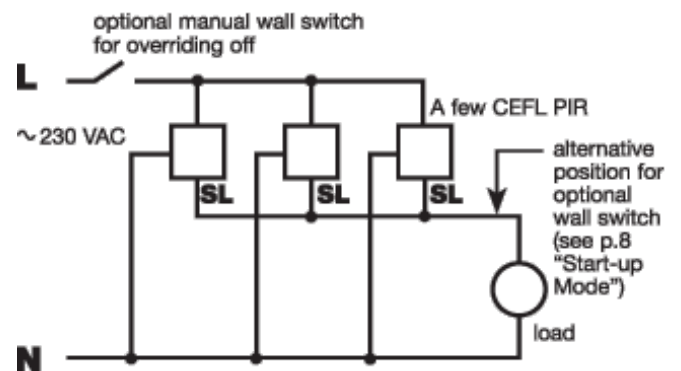 optional manual wall switch
for overriding off
L
A few CEFL PIR
~ 230 VAC
alternative
position for
optional
wall switch
(see p.8
"Start-up
Mode")
SL
SL
SL
load
N